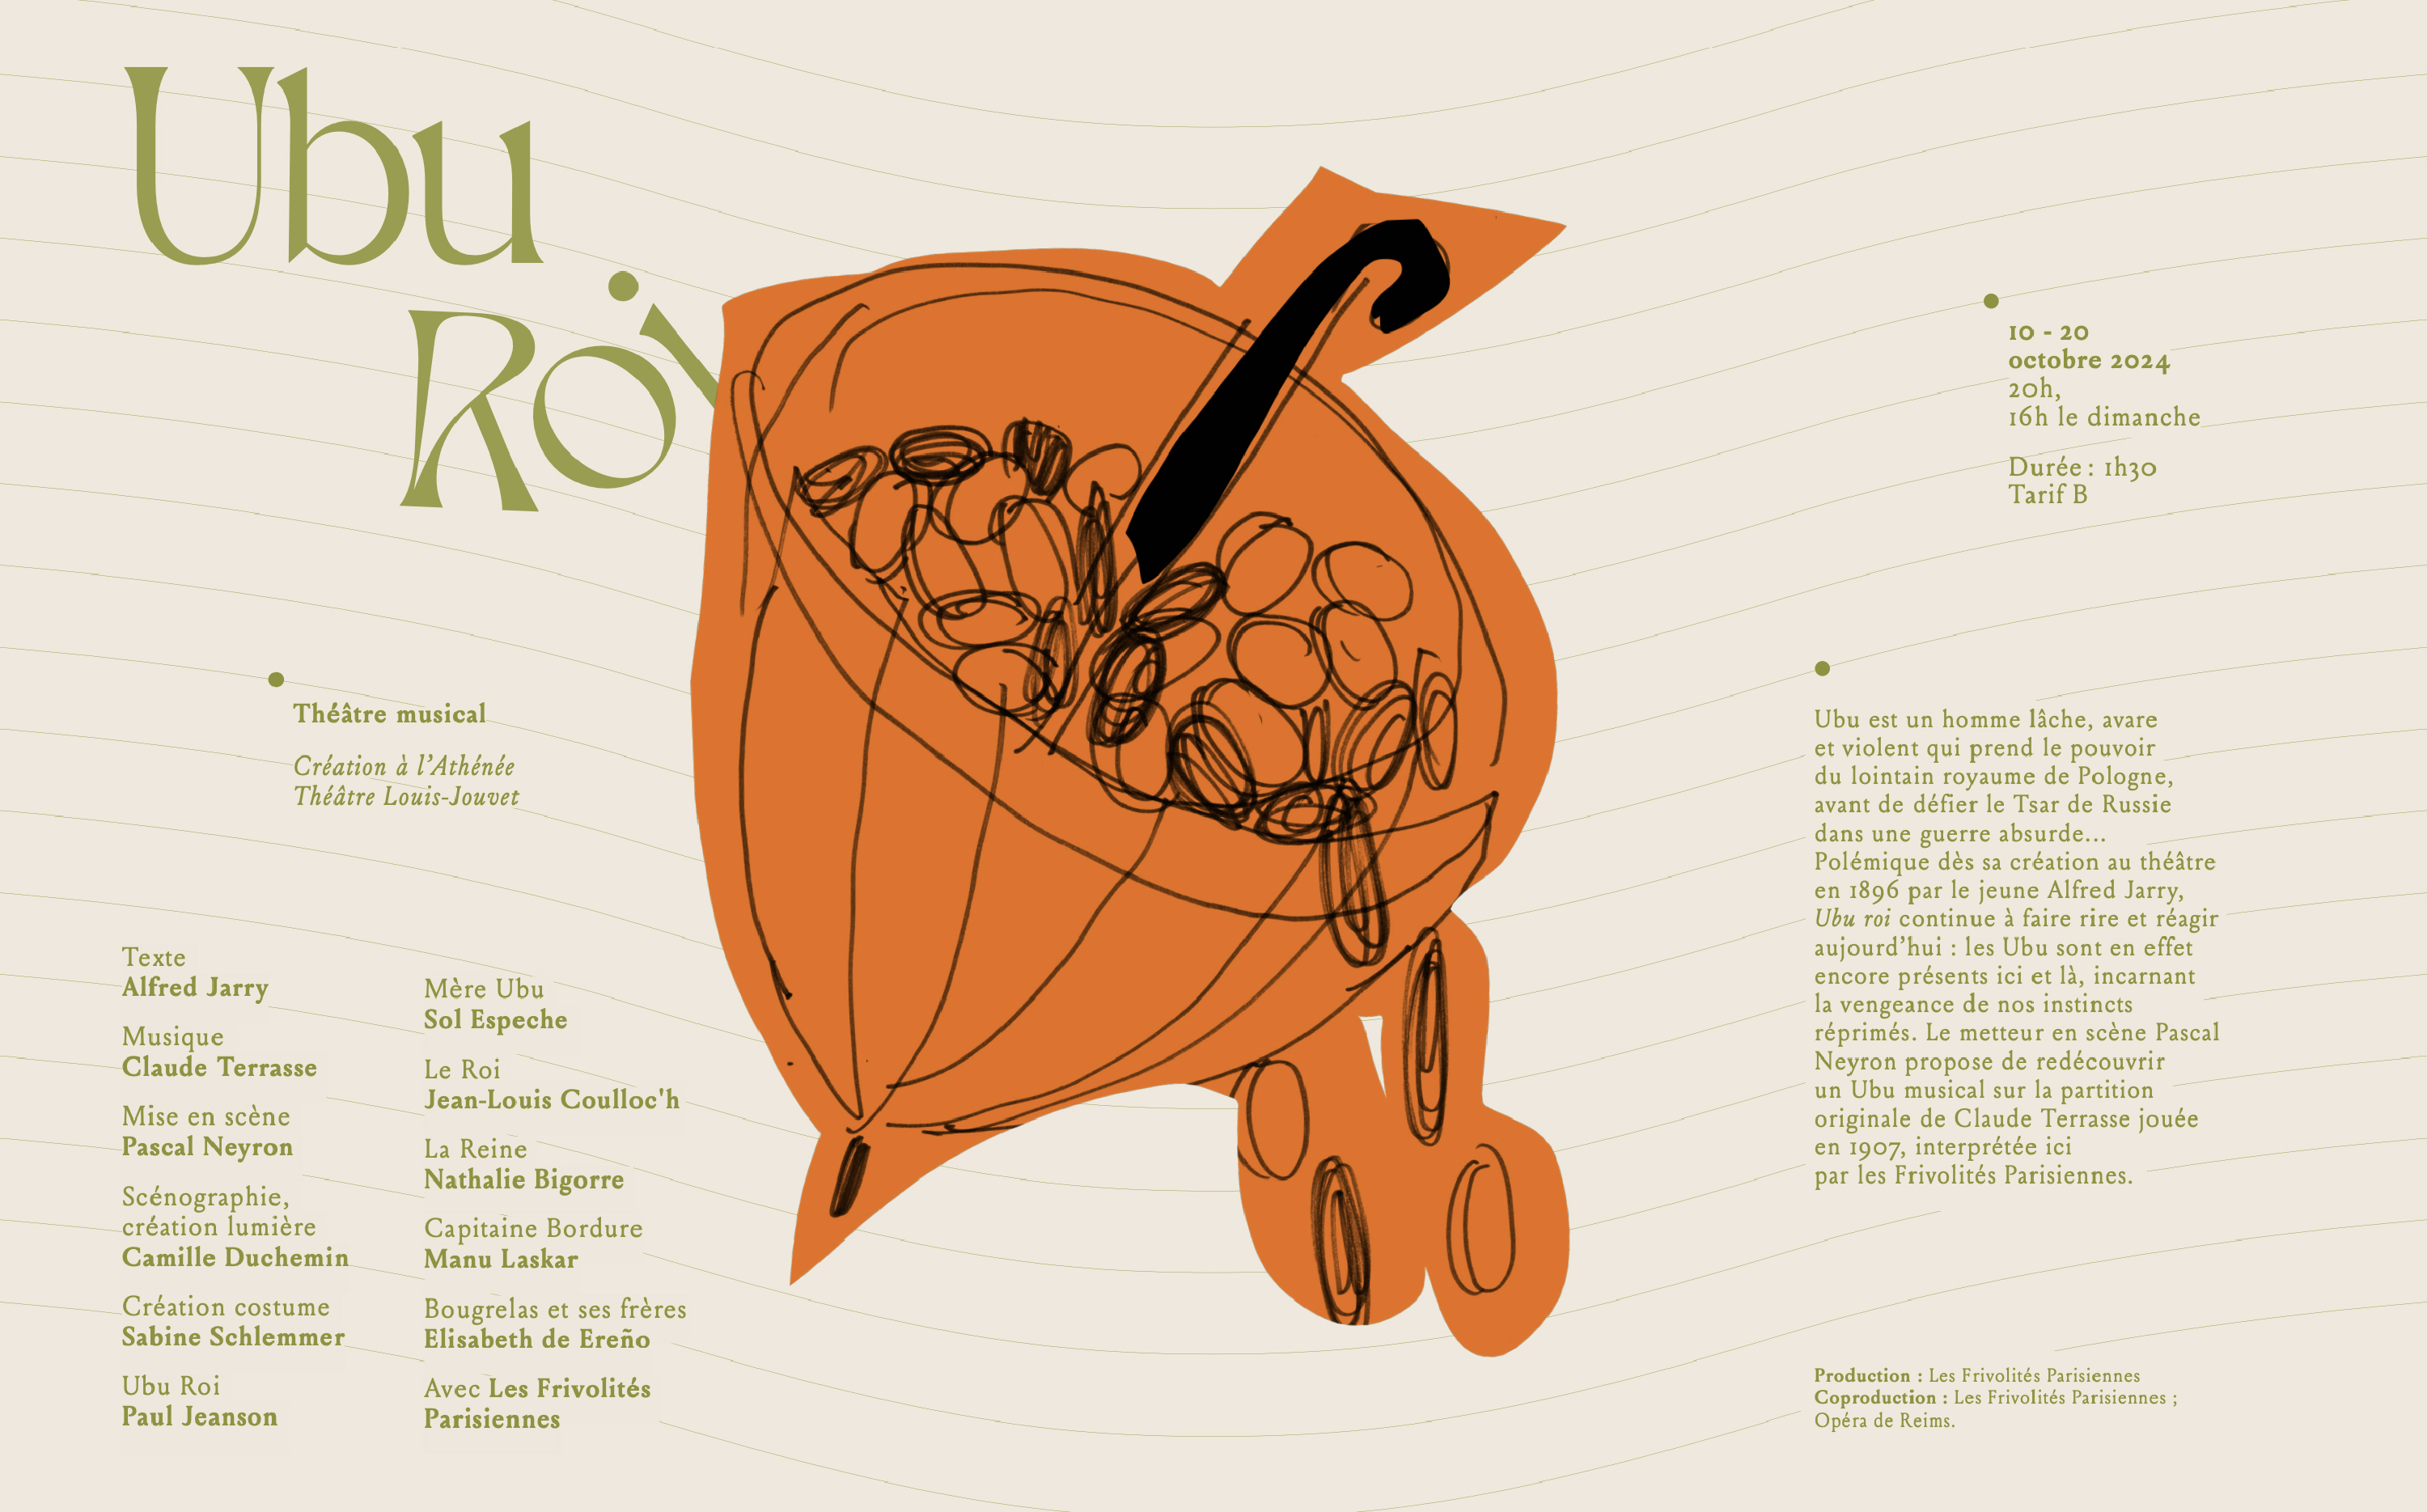 Ubu
Roi
Théâtre musical
Création à l'Athénée
Théâtre Louis-Jouvet
Texte
Alfred Jarry
Musique
Claude Terrasse
Mise en scène
Pascal Neyron
Scénographie,
création lumière
Camille Duchemin
Création costume
Sabine Schlemmer
Ubu Roi
Paul Jeanson
Mère Ubu
Sol Espeche
Le Roi
Jean-Louis Coulloc'h
La Reine
Nathalie Bigorre
Capitaine Bordure
Manu Laskar
Bougrelas et ses frères
Elisabeth de Ereño
Avec Les Frivolités
Parisiennes
10 - 20
octobre 2024
20h,
16h le dimanche
Durée : 1h30
Tarif B
Ubu est un homme lâche, avare
et violent qui prend le pouvoir
du lointain royaume de Pologne,
avant de défier le Tsar de Russie
dans une guerre absurde...
Polémique dès sa création au théâtre
en 1896 par le jeune Alfred Jarry,
Ubu roi continue à faire rire et réagir
aujourd'hui : les Ubu sont en effet
encore présents ici et là, incarnant
la vengeance de nos instincts
réprimés. Le metteur en scène Pascal
Neyron propose de redécouvrir
un Ubu musical sur la partition
originale de Claude Terrasse jouée
en 1907, interprétée ici
par les Frivolités Parisiennes.
Production : Les Frivolités Parisiennes
Coproduction : Les Frivolités Parisiennes ;
Opéra de Reims.